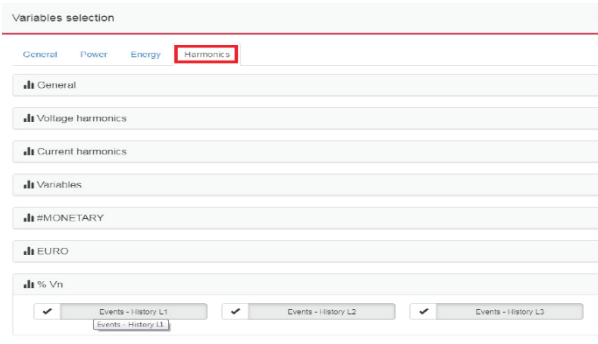 Variables selection
General Power Energy Harmonics
General
Voltage harmonics
Current harmonics
Variables
#MONETARY
EURO
% Vn
Events - History L1 Events - History L2 Events - History L3
Events - History L1